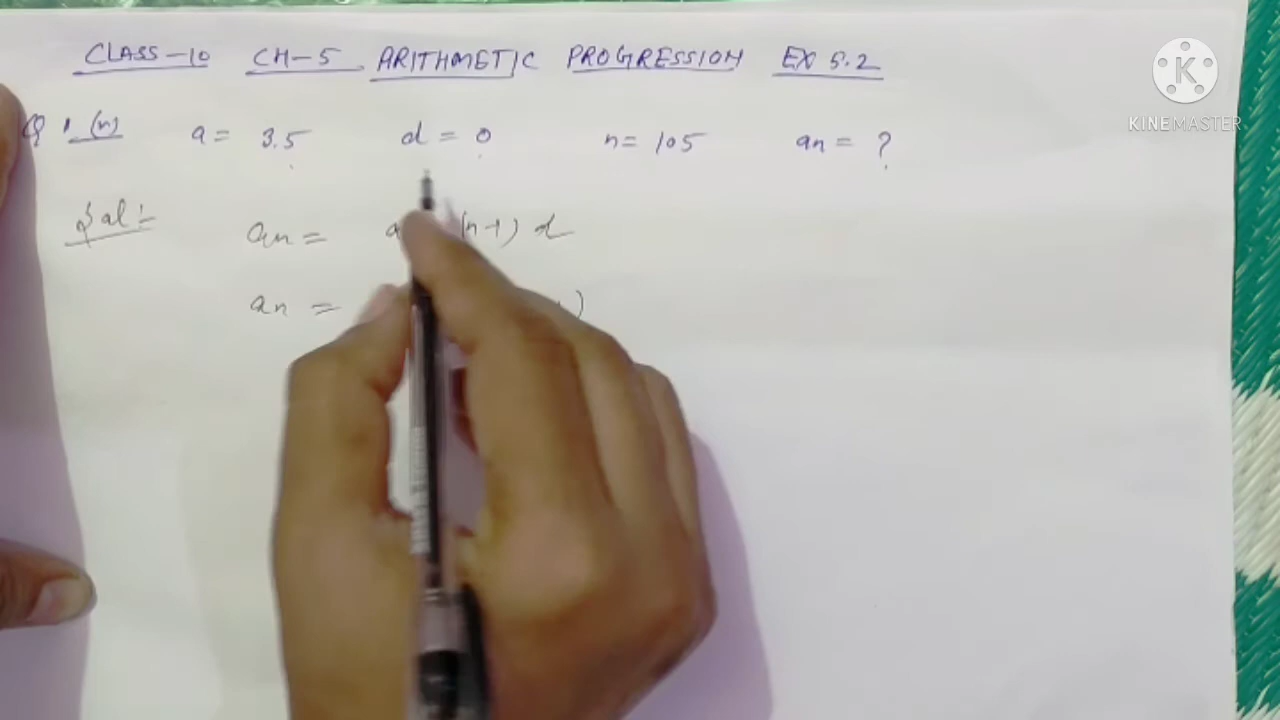 CLASS-10 CH-5 ARITHMETIC PROGRESSION EX 5.2
K
KINEMASTER
Q 1 (v) a = 3.5 d = 0 n = 105 an = ?
Sol:- an = a (n-1) d
an = )